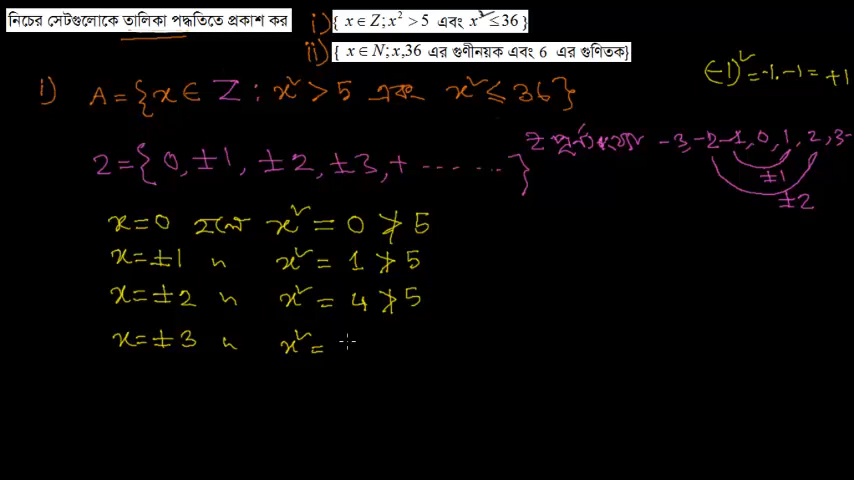 নিচের সেটগুলোকে তালিকা পদ্ধতিতে প্রকাশ কর
i) { x ∈ Z; x² > 5 এবং x³ ≤ 36 }
ii) { x ∈ N; x, 36 এর গুণীনয়ক এবং 6 এর গুণিতক}
(-1)² = -1. -1 = +1
i) A = {x ∈ Z : x² > 5 এবং x² ≤ 36}
Z পূর্ণসংখ্যা -3, -2 -1, 0, 1, 2, 3-
Z = {0, ±1, ±2, ±3, + ........}
±1
±2
x = 0 হলে x² = 0 ≯ 5
x = ±1 " x² = 1 ≯ 5
x = ±2 " x² = 4 ≯ 5
x = ±3 " x² =